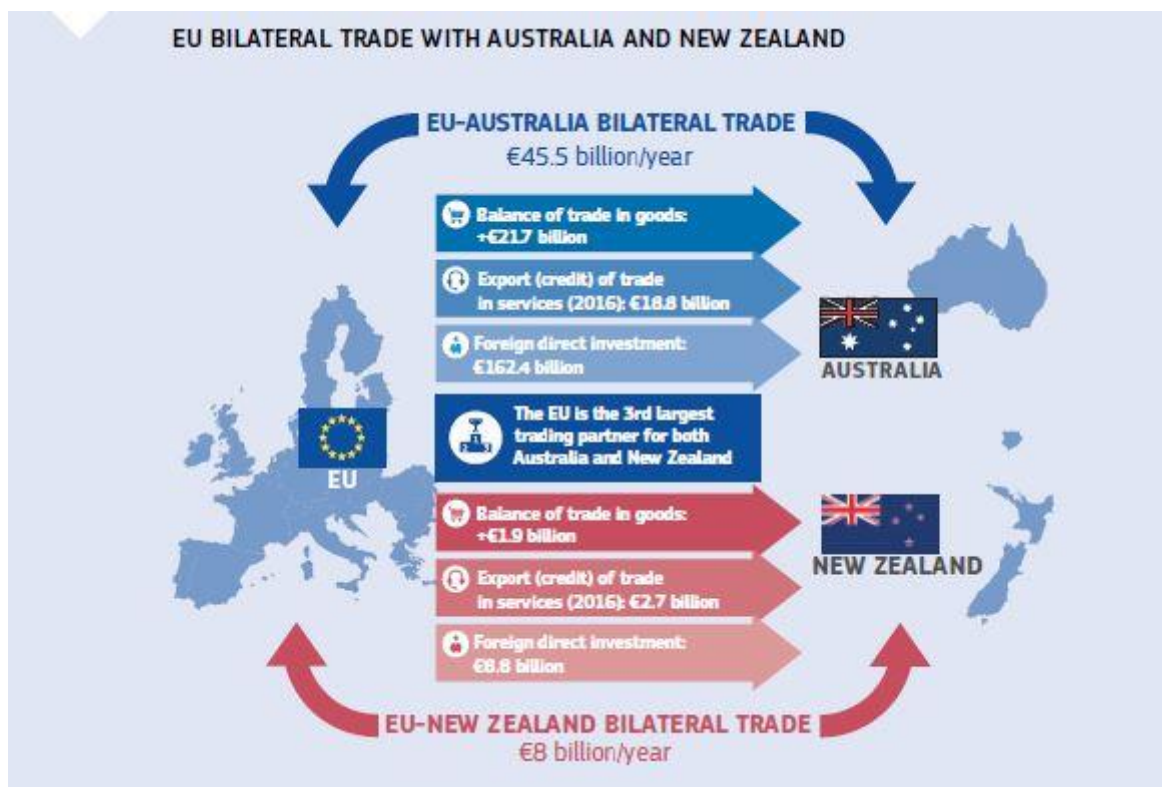 EU BILATERAL TRADE WITH AUSTRALIA AND NEW ZEALAND
EU-AUSTRALIA BILATERAL TRADE
€45.5 billion/year
Balance of trade in goods:
+€21.7 billion
Export (credit) of trade
in services (2016): €18.8 billion
Foreign direct investment:
€162.4 billion
AUSTRALIA
The EU is the 3rd largest
trading partner for both
Australia and New Zealand
EU
Balance of trade in goods:
+€1.9 billion
NEW ZEALAND
Export (credit) of trade
in services (2016): €2.7 billion
Foreign direct investment:
€8.8 billion
EU-NEW ZEALAND BILATERAL TRADE
€8 billion/year